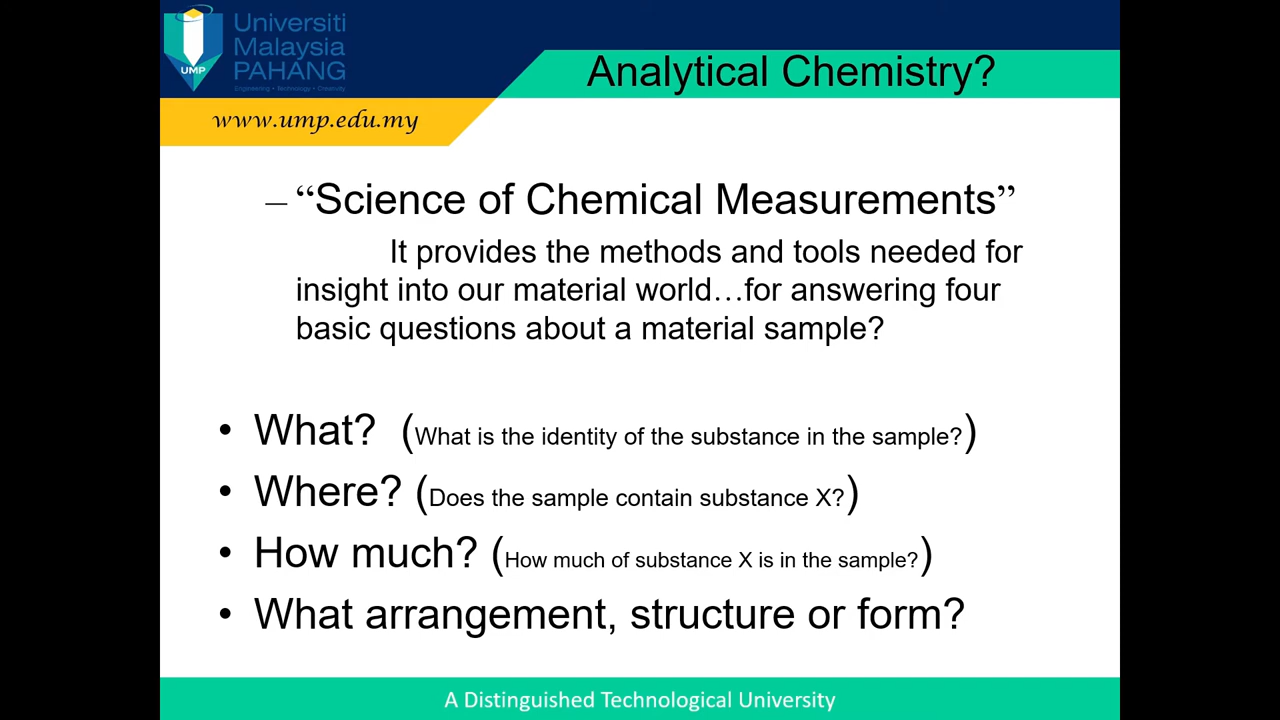 Universiti
Malaysia
PAHANG
Engineering • Technology • Creativity
UMP
Analytical Chemistry?
www.ump.edu.my
– “Science of Chemical Measurements”
It provides the methods and tools needed for
insight into our material world…for answering four
basic questions about a material sample?
• What? (What is the identity of the substance in the sample?)
• Where? (Does the sample contain substance X?)
• How much? (How much of substance X is in the sample?)
• What arrangement, structure or form?
A Distinguished Technological University